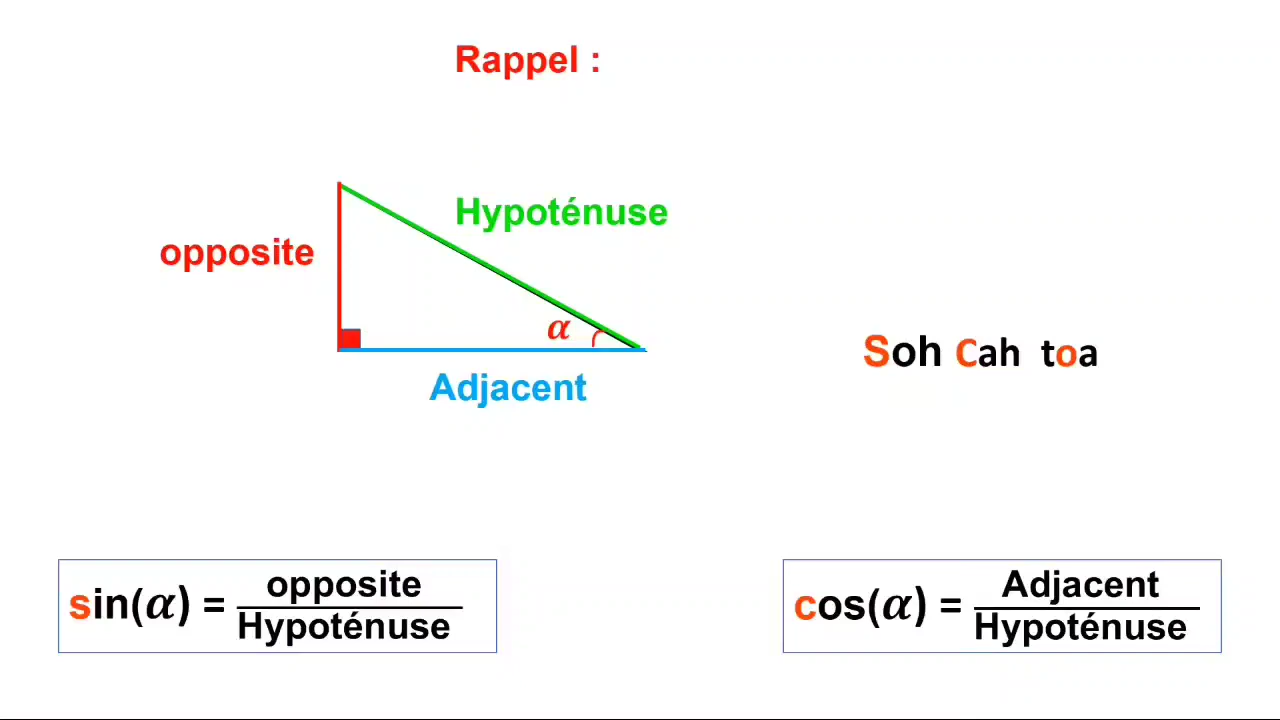 Rappel :
Hypoténuse
opposite
α
Soh Cah toa
Adjacent
sin(α) = opposite / Hypoténuse
cos(α) = Adjacent / Hypoténuse